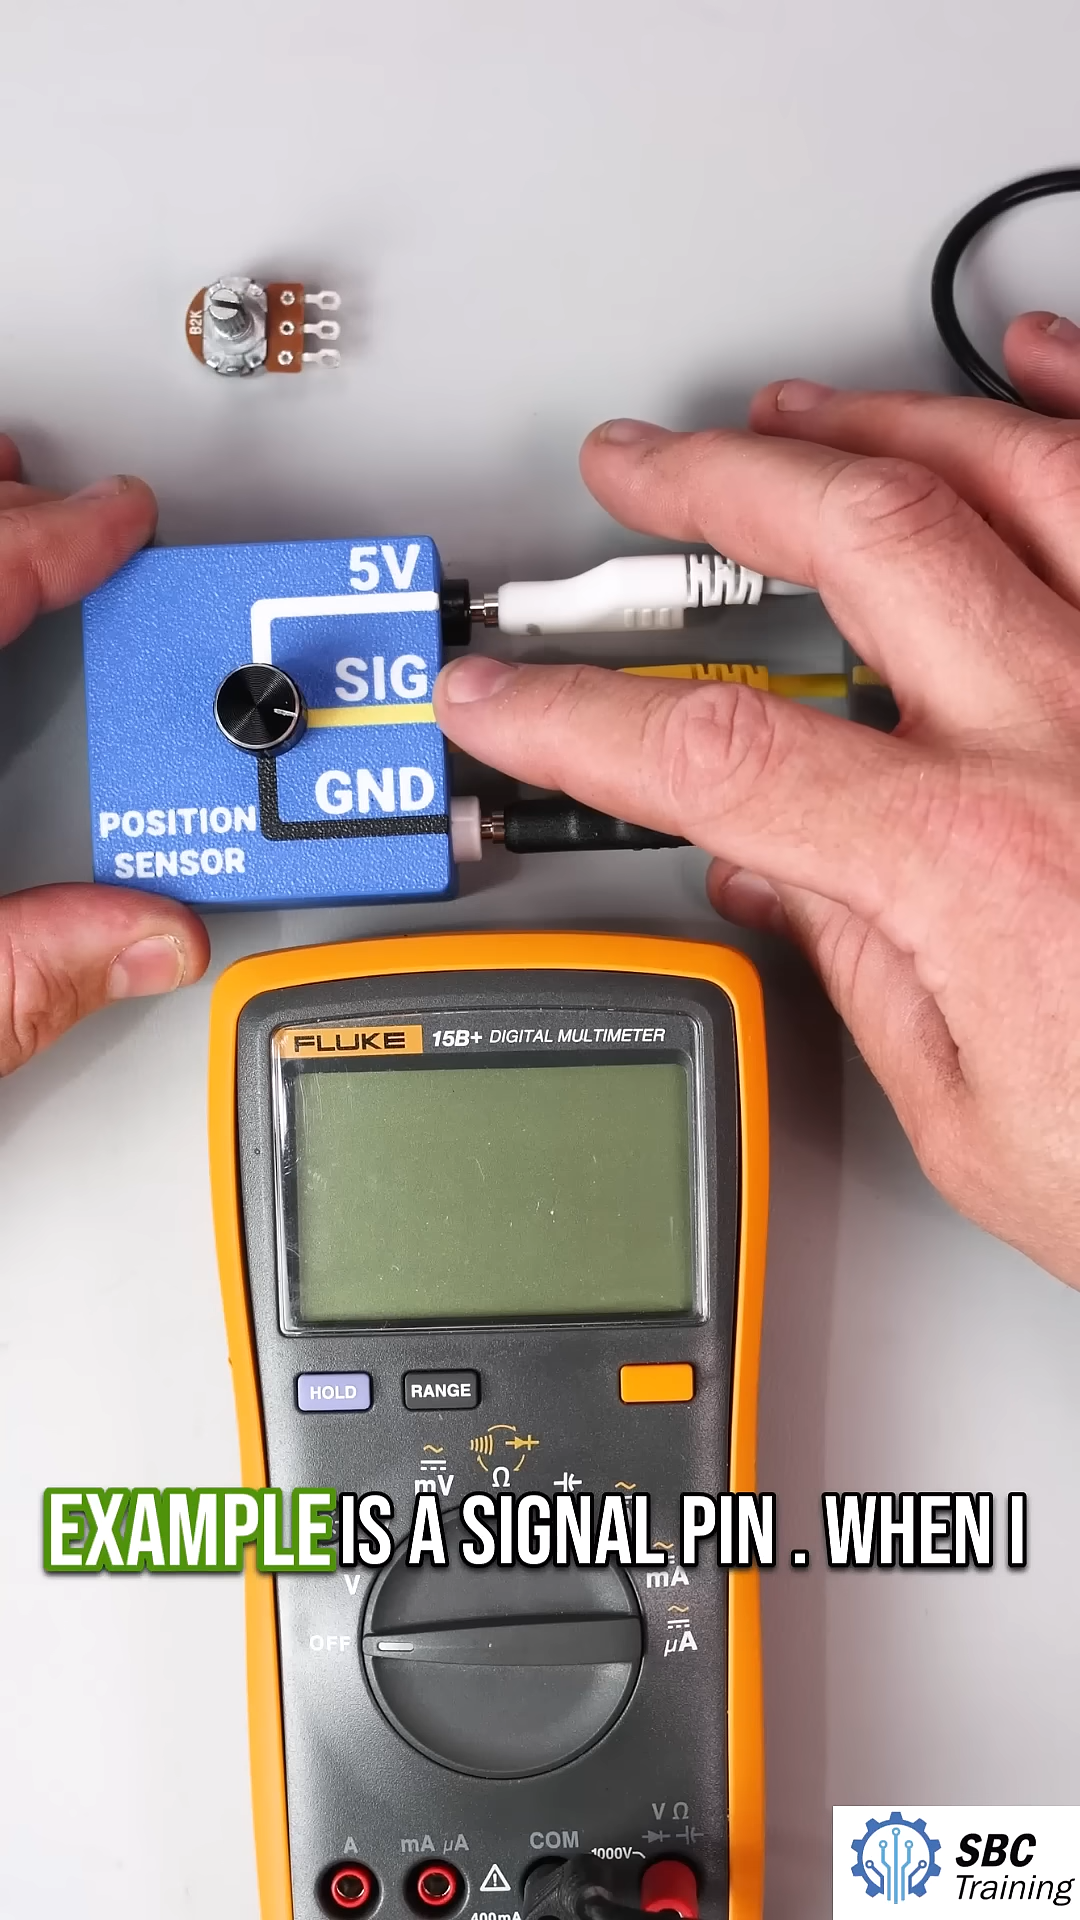 B2K
5V
SIG
GND
POSITION
SENSOR
FLUKE 15B+ DIGITAL MULTIMETER
HOLD
RANGE
mV
Ω
EXAMPLE IS A SIGNAL PIN . WHEN I
V
mA
OFF
μA
A
mA μA
COM
V Ω
1000V
400mA
SBC
Training